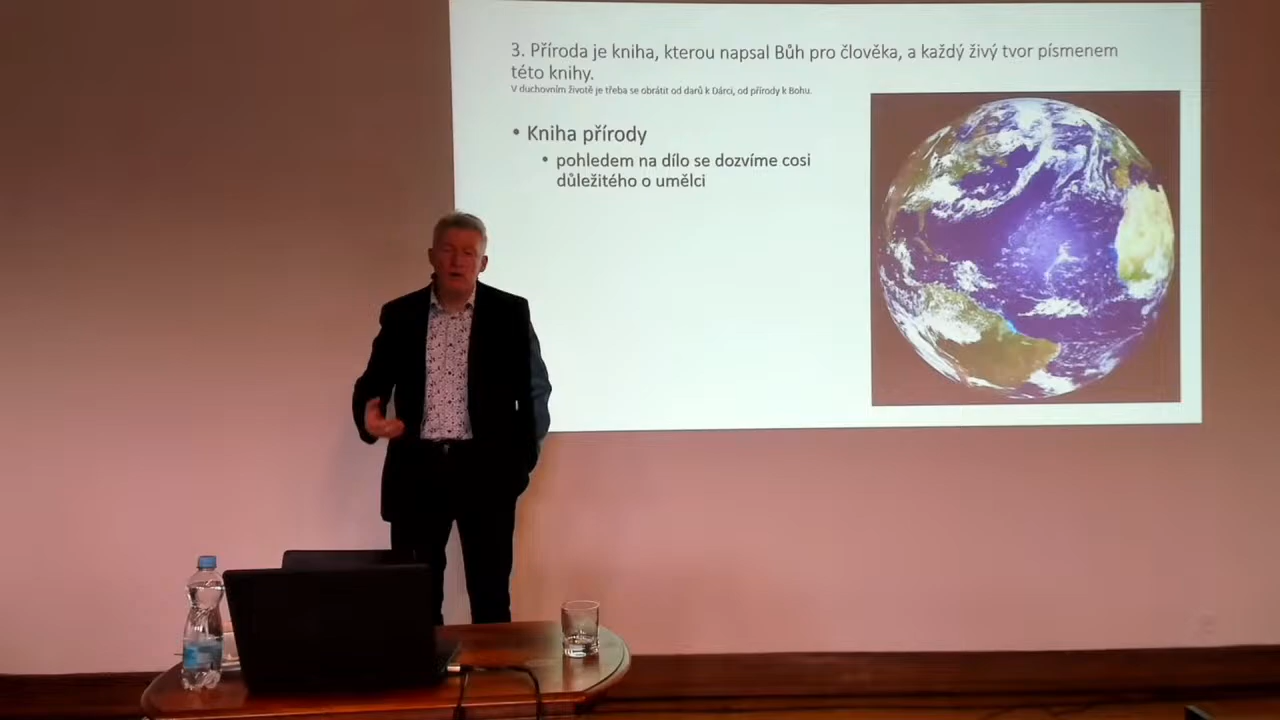 3. Příroda je kniha, kterou napsal Bůh pro člověka, a každý živý tvor písmenem
této knihy.
V duchovním životě je třeba se obrátit od darů k Dárci, od přírody k Bohu.
• Kniha přírody
• pohledem na dílo se dozvíme cosi
důležitého o umělci